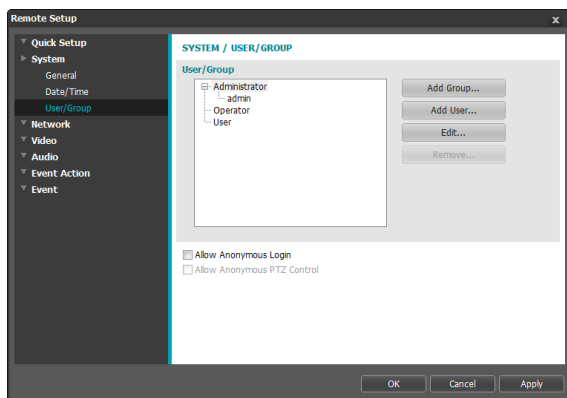 Remote Setup
x
Quick Setup
System
General
Date/Time
User/Group
Network
Video
Audio
Event Action
Event
SYSTEM / USER/GROUP
User/Group
Administrator
admin
Operator
User
Add Group...
Add User...
Edit...
Remove...
Allow Anonymous Login
Allow Anonymous PTZ Control
OK
Cancel
Apply